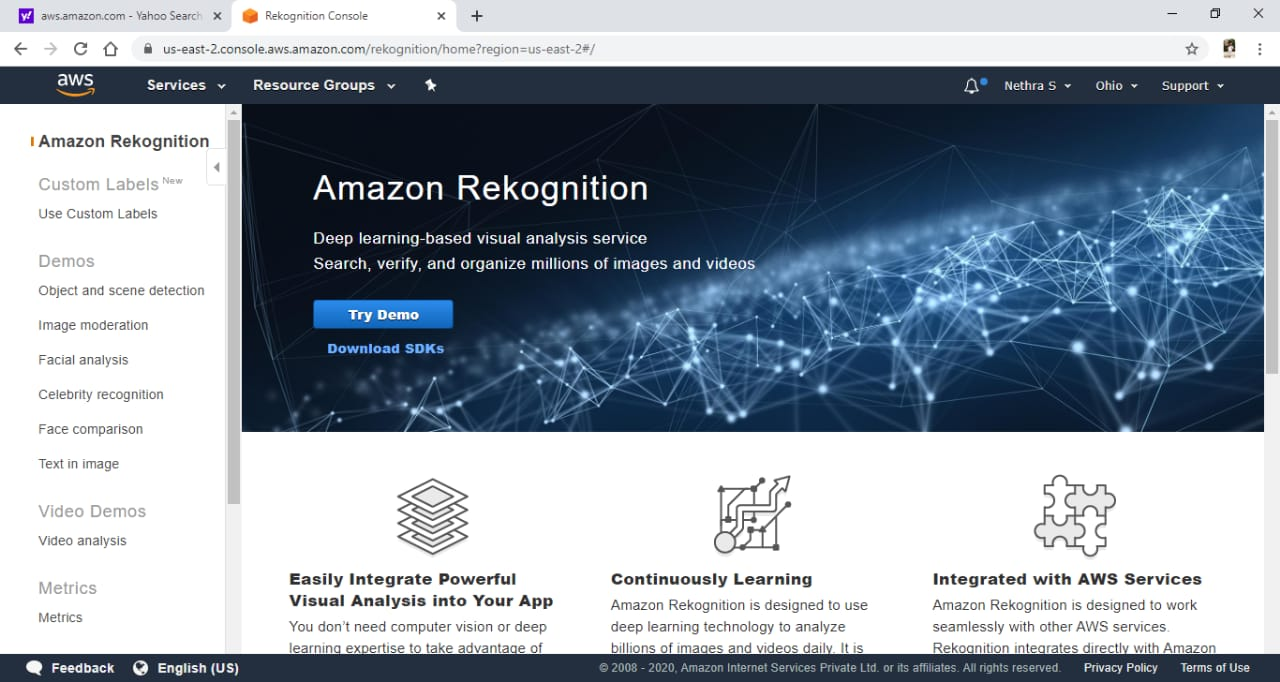 aws.amazon.com - Yahoo Search
Rekognition Console
us-east-2.console.aws.amazon.com/rekognition/home?region=us-east-2#/
aws
Services
Resource Groups
Nethra S
Ohio
Support
Amazon Rekognition
Custom Labels New
Use Custom Labels
Demos
Object and scene detection
Image moderation
Facial analysis
Celebrity recognition
Face comparison
Text in image
Video Demos
Video analysis
Metrics
Metrics
Amazon Rekognition
Deep learning-based visual analysis service
Search, verify, and organize millions of images and videos
Try Demo
Download SDKs
Easily Integrate Powerful
Visual Analysis into Your App
You don’t need computer vision or deep
learning expertise to take advantage of
Continuously Learning
Amazon Rekognition is designed to use
deep learning technology to analyze
billions of images and videos daily. It is
Integrated with AWS Services
Amazon Rekognition is designed to work
seamlessly with other AWS services.
Rekognition integrates directly with Amazon
Feedback
English (US)
© 2008 - 2020, Amazon Internet Services Private Ltd. or its affiliates. All rights reserved.
Privacy Policy
Terms of Use